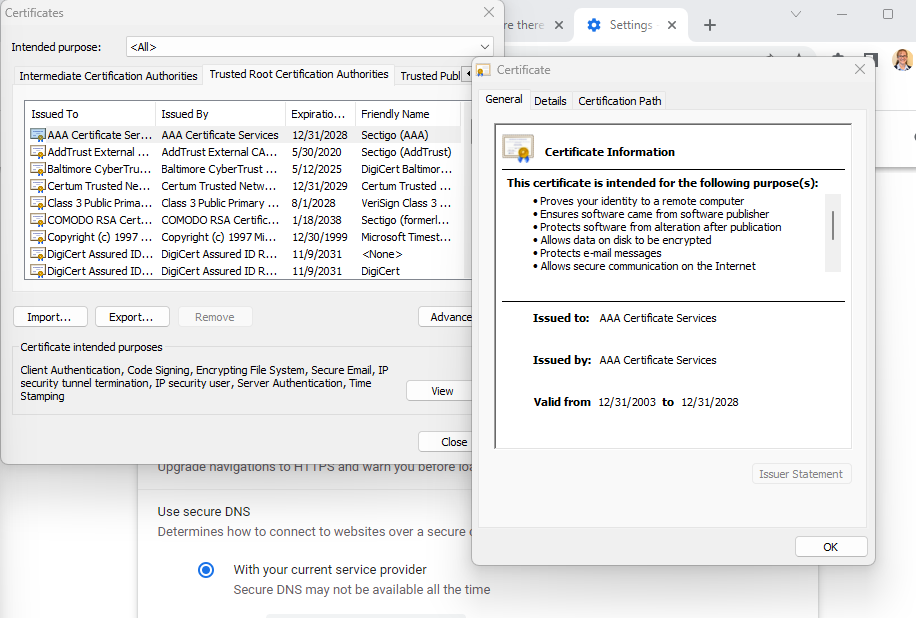 Certificates
Intended purpose:
<All>
Intermediate Certification Authorities
Trusted Root Certification Authorities
Trusted Publ
Issued To Issued By Expiratio... Friendly Name
AAA Certificate Ser... AAA Certificate Services 12/31/2028 Sectigo (AAA)
AddTrust External ... AddTrust External CA... 5/30/2020 Sectigo (AddTrust)
Baltimore CyberTru... Baltimore CyberTrust ... 5/12/2025 DigiCert Baltimor...
Certum Trusted Ne... Certum Trusted Netw... 12/31/2029 Certum Trusted ...
Class 3 Public Prima... Class 3 Public Primary ... 8/1/2028 VeriSign Class 3 ...
COMODO RSA Cert... COMODO RSA Certific... 1/18/2038 Sectigo (formerl...
Copyright (c) 1997 ... Copyright (c) 1997 Mi... 12/30/1999 Microsoft Timest...
DigiCert Assured ID... DigiCert Assured ID R... 11/9/2031 <None>
DigiCert Assured ID... DigiCert Assured ID R... 11/9/2031 DigiCert
Import... Export... Remove Advance
Certificate intended purposes
Client Authentication, Code Signing, Encrypting File System, Secure Email, IP
security tunnel termination, IP security user, Server Authentication, Time
Stamping
View
Close
re there
Settings
Certificate
General Details Certification Path
Certificate Information
This certificate is intended for the following purpose(s):
• Proves your identity to a remote computer
• Ensures software came from software publisher
• Protects software from alteration after publication
• Allows data on disk to be encrypted
• Protects e-mail messages
• Allows secure communication on the Internet
Issued to: AAA Certificate Services
Issued by: AAA Certificate Services
Valid from 12/31/2003 to 12/31/2028
Issuer Statement
OK
Upgrade navigations to HTTPS and warn you before loa
Use secure DNS
Determines how to connect to websites over a secure
With your current service provider
Secure DNS may not be available all the time